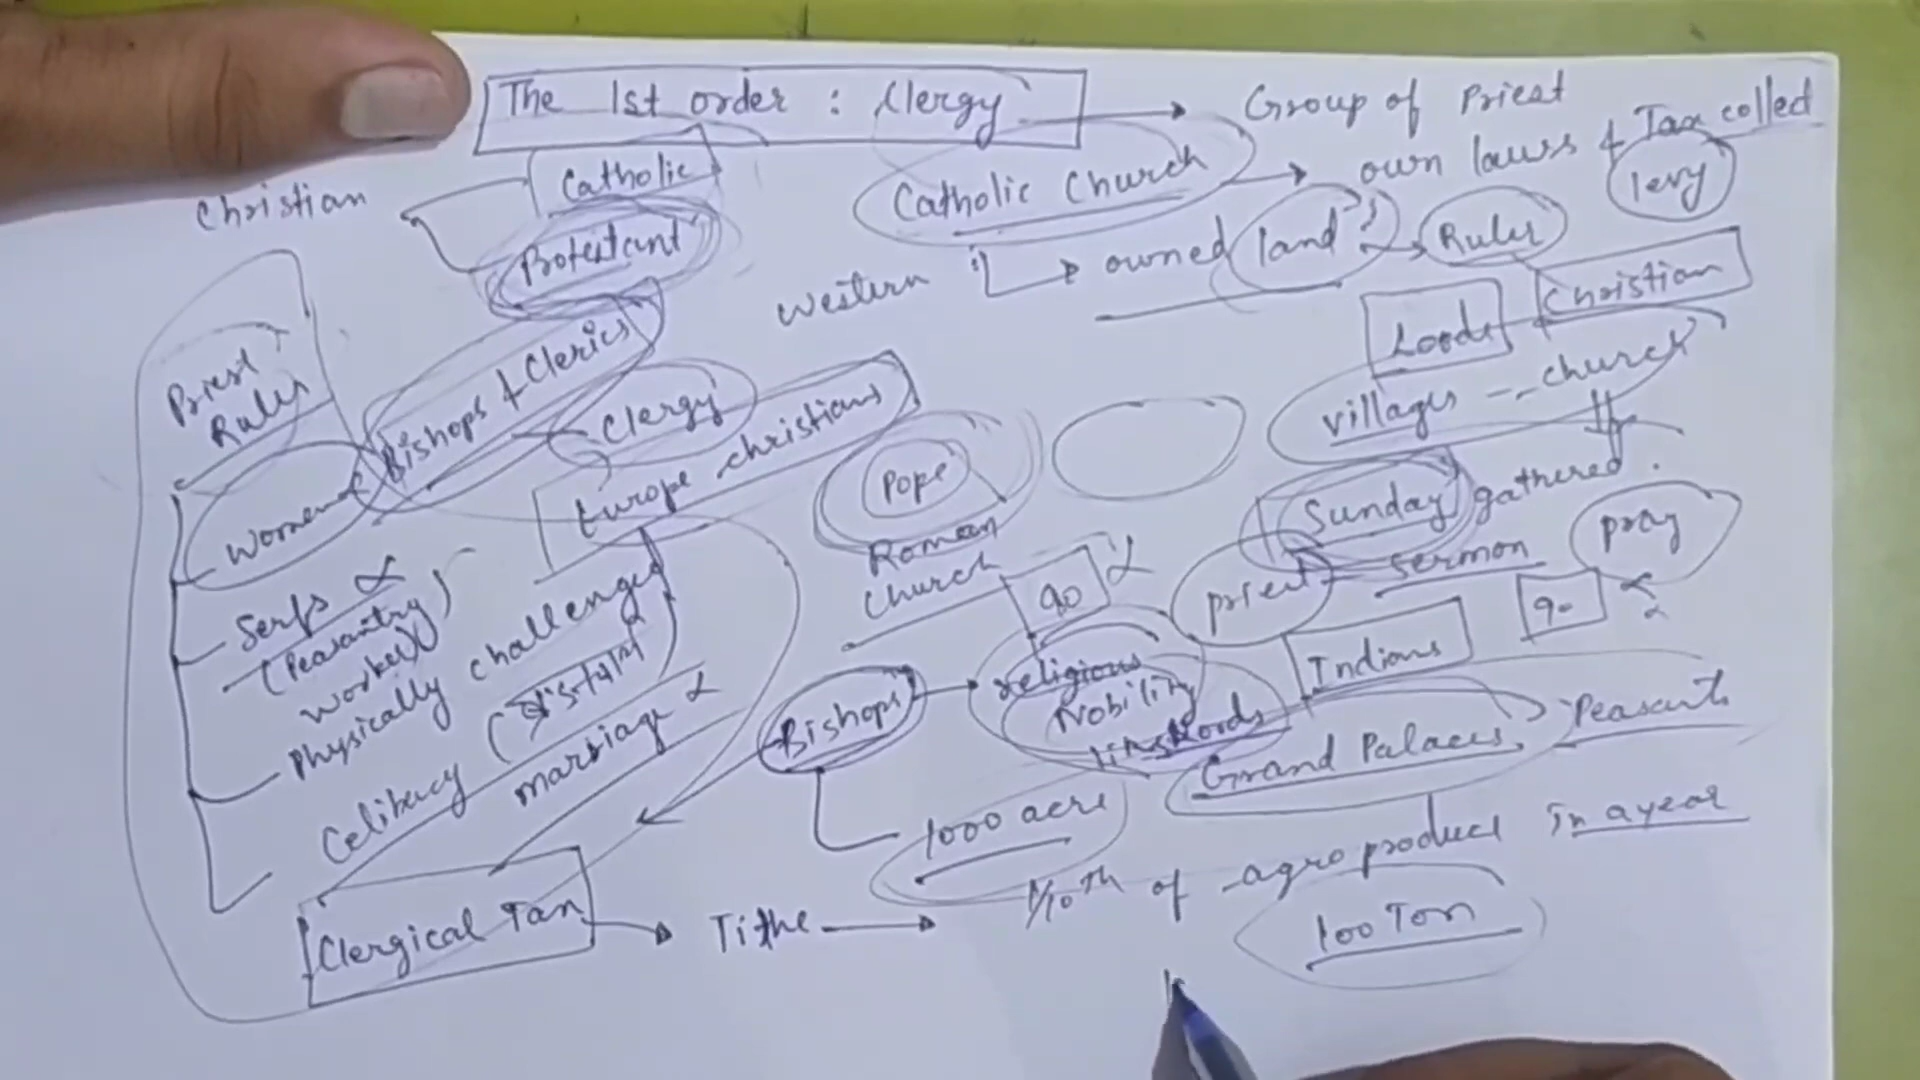 The 1st order : Clergy
Group of Priest
Catholic
Christian
Protestant
Catholic Church
own laws & Tax collected
levy
western
owned land
Ruler
Christian
Lords
villages - church
Priest
Rules
Bishops & Clerics
Clergy
Europe christians
Pope
Roman
church
Sunday gathered.
priest sermon
pray
90
90
Women
Serfs
(Peasantry
worker)
Physically challenged
Celibacy
marriage
Bishops
religious
Nobility
Lords
Indians
Grand Palaces
Peasants
1000 acre
Clergical Tax
Tithe
1/10th of agro product in a year
100 Ton